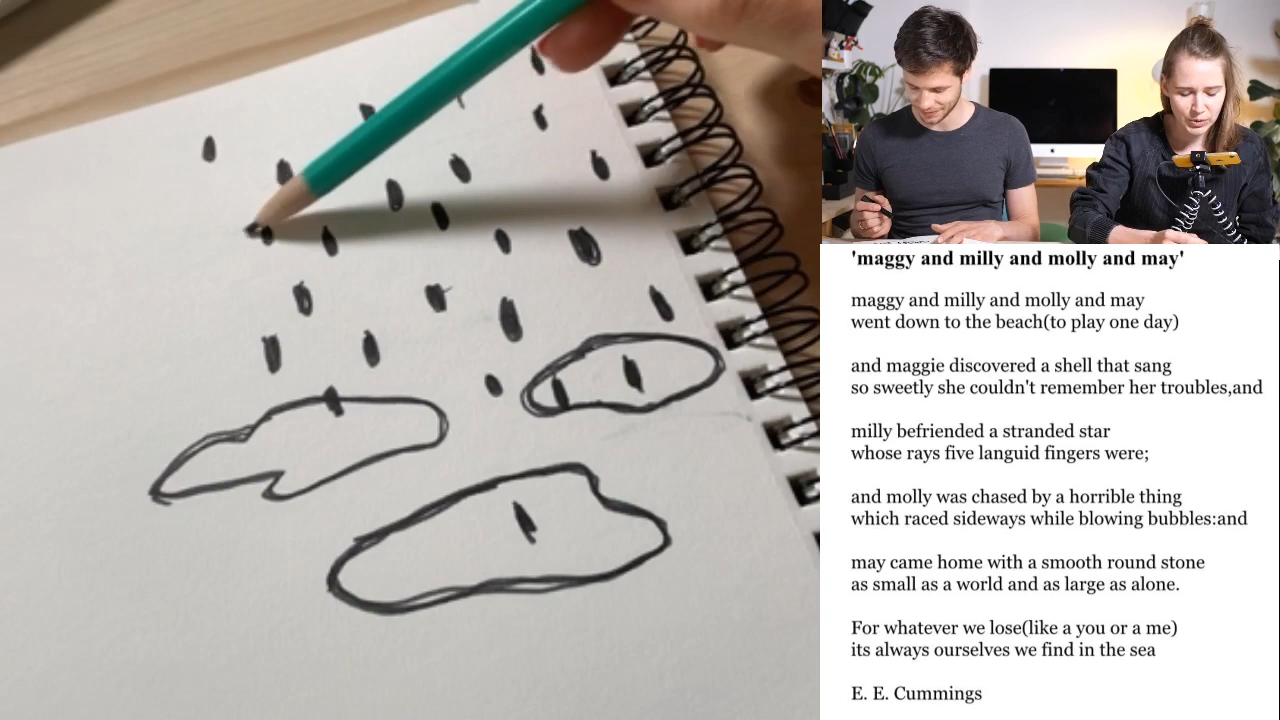 'maggy and milly and molly and may'
maggy and milly and molly and may
went down to the beach(to play one day)
and maggie discovered a shell that sang
so sweetly she couldn't remember her troubles,and
milly befriended a stranded star
whose rays five languid fingers were;
and molly was chased by a horrible thing
which raced sideways while blowing bubbles:and
may came home with a smooth round stone
as small as a world and as large as alone.
For whatever we lose(like a you or a me)
its always ourselves we find in the sea
E. E. Cummings